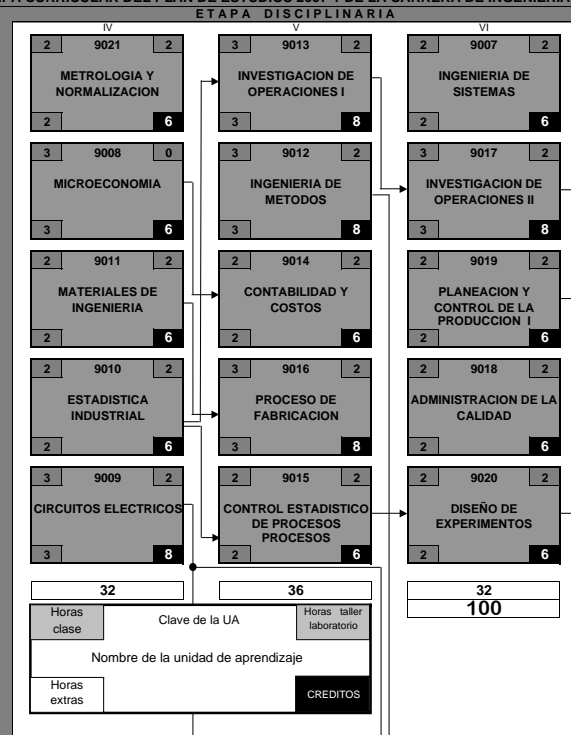 ETAPA DISCIPLINARIA
IV V VI
2 9021 2
METROLOGIA Y
NORMALIZACION
2 6
3 9013 2
INVESTIGACION DE
OPERACIONES I
3 8
2 9007 2
INGENIERIA DE
SISTEMAS
2 6
3 9008 0
MICROECONOMIA
3 6
3 9012 2
INGENIERIA DE
METODOS
3 8
3 9017 2
INVESTIGACION DE
OPERACIONES II
3 8
2 9011 2
MATERIALES DE
INGENIERIA
2 6
2 9014 2
CONTABILIDAD Y
COSTOS
2 6
2 9019 2
PLANEACION Y
CONTROL DE LA
PRODUCCION I
2 6
2 9010 2
ESTADISTICA
INDUSTRIAL
2 6
3 9016 2
PROCESO DE
FABRICACION
3 8
2 9018 2
ADMINISTRACION DE LA
CALIDAD
2 6
3 9009 2
CIRCUITOS ELECTRICOS
3 8
2 9015 2
CONTROL ESTADISTICO
DE PROCESOS
PROCESOS
2 6
2 9020 2
DISEÑO DE
EXPERIMENTOS
2 6
32 36 32
100
Horas
clase
Clave de la UA
Horas taller
laboratorio
Nombre de la unidad de aprendizaje
Horas
extras
CREDITOS